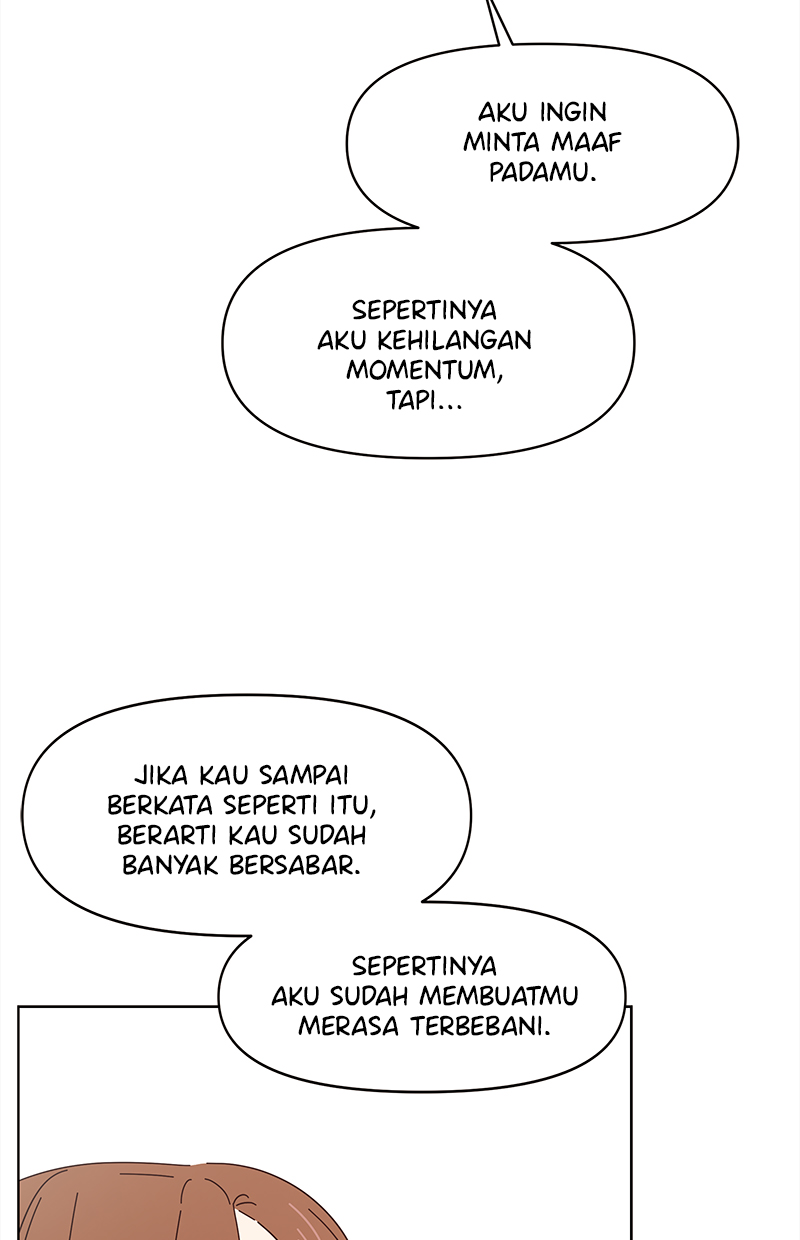 AKU INGIN
MINTA MAAF
PADAMU.
SEPERTINYA
AKU KEHILANGAN
MOMENTUM,
TAPI...
JIKA KAU SAMPAI
BERKATA SEPERTI ITU,
BERARTI KAU SUDAH
BANYAK BERSABAR.
SEPERTINYA
AKU SUDAH MEMBUATMU
MERASA TERBEBANI.